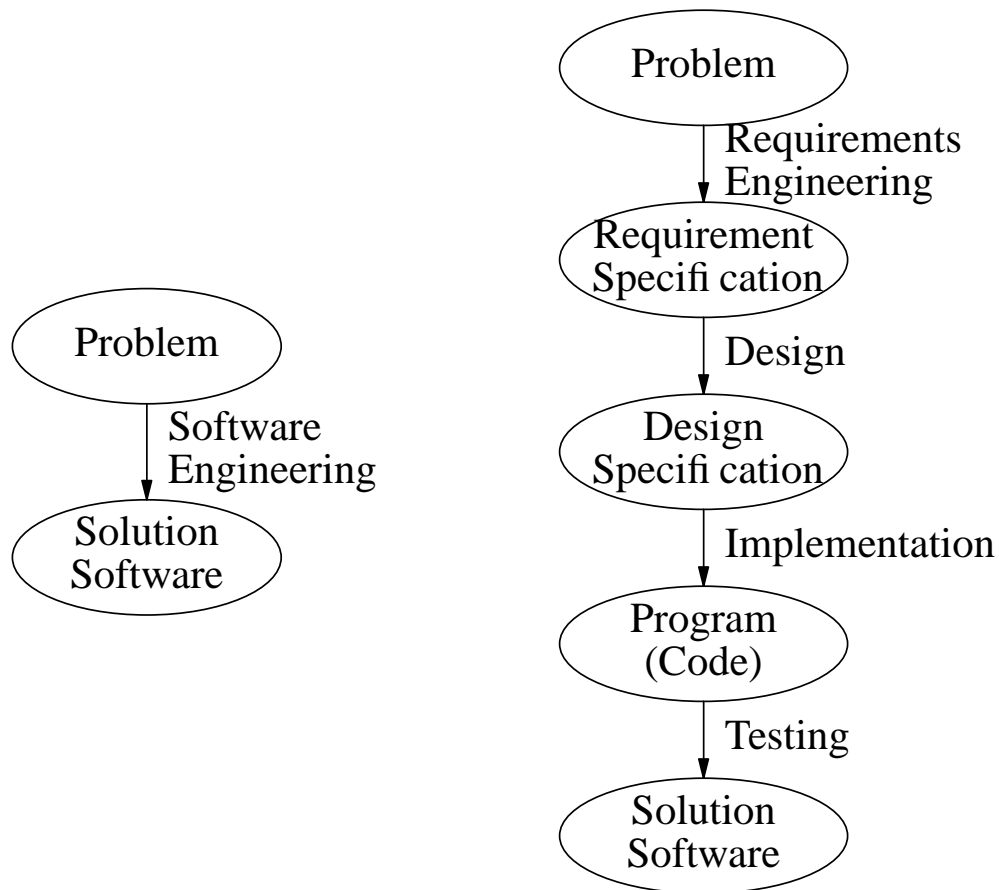 Problem
Software
Engineering
Solution
Software
Problem
Requirements
Engineering
Requirement
Specifi cation
Design
Design
Specifi cation
Implementation
Program
(Code)
Testing
Solution
Software